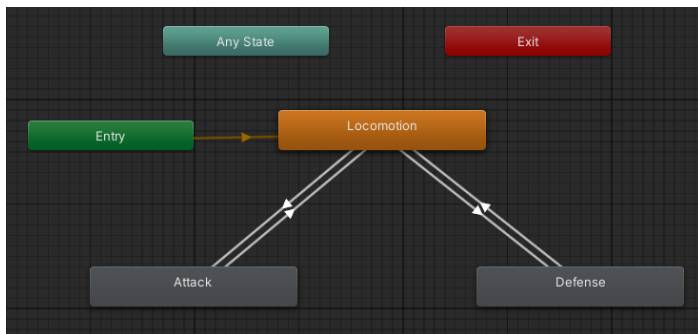 Any State
Exit
Entry
Locomotion
Attack
Defense